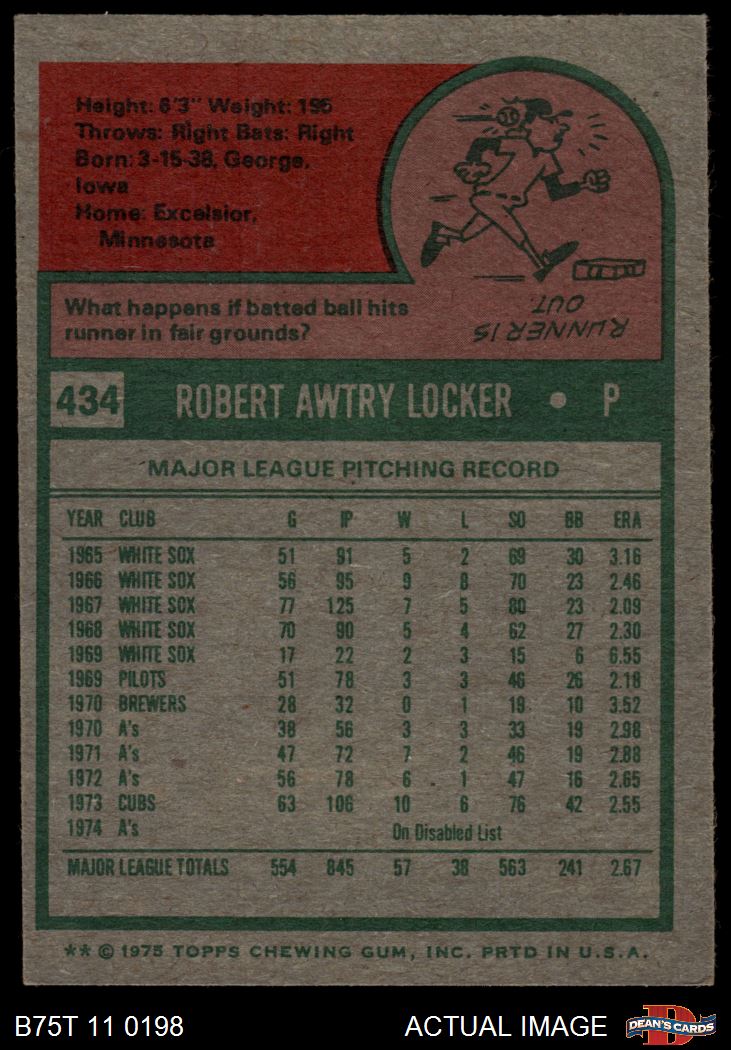 Height: 6'3" Weight: 195
Throws: Right Bats: Right
Born: 3-15-38, George,
Iowa
Home: Excelsior,
Minnesota
What happens if batted ball hits
runner in fair grounds?
RUNNER IS
OUT.
434 ROBERT AWTRY LOCKER • P
MAJOR LEAGUE PITCHING RECORD
YEAR CLUB G IP W L SO BB ERA
1965 WHITE SOX 51 91 5 2 69 30 3.16
1966 WHITE SOX 56 95 9 8 70 23 2.46
1967 WHITE SOX 77 125 7 5 80 23 2.09
1968 WHITE SOX 70 90 5 4 62 27 2.30
1969 WHITE SOX 17 22 2 3 15 6 6.55
1969 PILOTS 51 78 3 3 46 26 2.18
1970 BREWERS 28 32 0 1 19 10 3.52
1970 A's 38 56 3 3 33 19 2.98
1971 A's 47 72 7 2 46 19 2.88
1972 A's 56 78 6 1 47 16 2.65
1973 CUBS 63 106 10 6 76 42 2.55
1974 A's On Disabled List
MAJOR LEAGUE TOTALS 554 845 57 38 563 241 2.67
** © 1975 TOPPS CHEWING GUM, INC. PRTD IN U.S.A.
B75T 11 0198 ACTUAL IMAGE DEAN'S CARDS